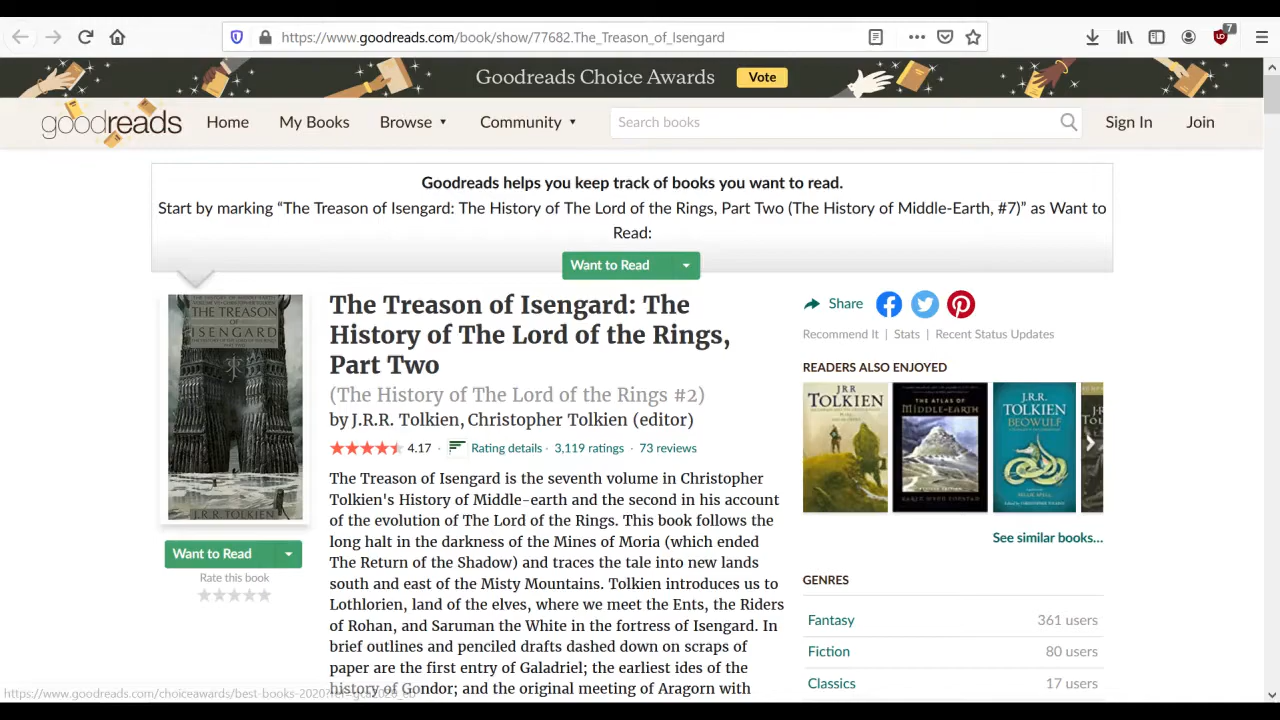 https://www.goodreads.com/book/show/77682.The_Treason_of_Isengard
7
Goodreads Choice Awards Vote
goodreads Home My Books Browse Community Search books Sign In Join
Goodreads helps you keep track of books you want to read.
Start by marking “The Treason of Isengard: The History of The Lord of the Rings, Part Two (The History of Middle-Earth, #7)” as Want to
Read:
Want to Read
THE TREASON
OF
ISENGARD
J.R.R. TOLKIEN
Want to Read
Rate this book
The Treason of Isengard: The
History of The Lord of the Rings,
Part Two
(The History of The Lord of the Rings #2)
by J.R.R. Tolkien, Christopher Tolkien (editor)
4.17 · Rating details · 3,119 ratings · 73 reviews
The Treason of Isengard is the seventh volume in Christopher
Tolkien's History of Middle-earth and the second in his account
of the evolution of The Lord of the Rings. This book follows the
long halt in the darkness of the Mines of Moria (which ended
The Return of the Shadow) and traces the tale into new lands
south and east of the Misty Mountains. Tolkien introduces us to
Lothlorien, land of the elves, where we meet the Ents, the Riders
of Rohan, and Saruman the White in the fortress of Isengard. In
brief outlines and penciled drafts dashed down on scraps of
paper are the first entry of Galadriel; the earliest ides of the
history of Gondor; and the original meeting of Aragorn with
Share
Recommend It | Stats | Recent Status Updates
READERS ALSO ENJOYED
JRR
TOLKIEN
THE ATLAS OF
MIDDLE-EARTH
J.R.R.
TOLKIEN
BEOWULF
See similar books…
GENRES
Fantasy 361 users
Fiction 80 users
Classics 17 users